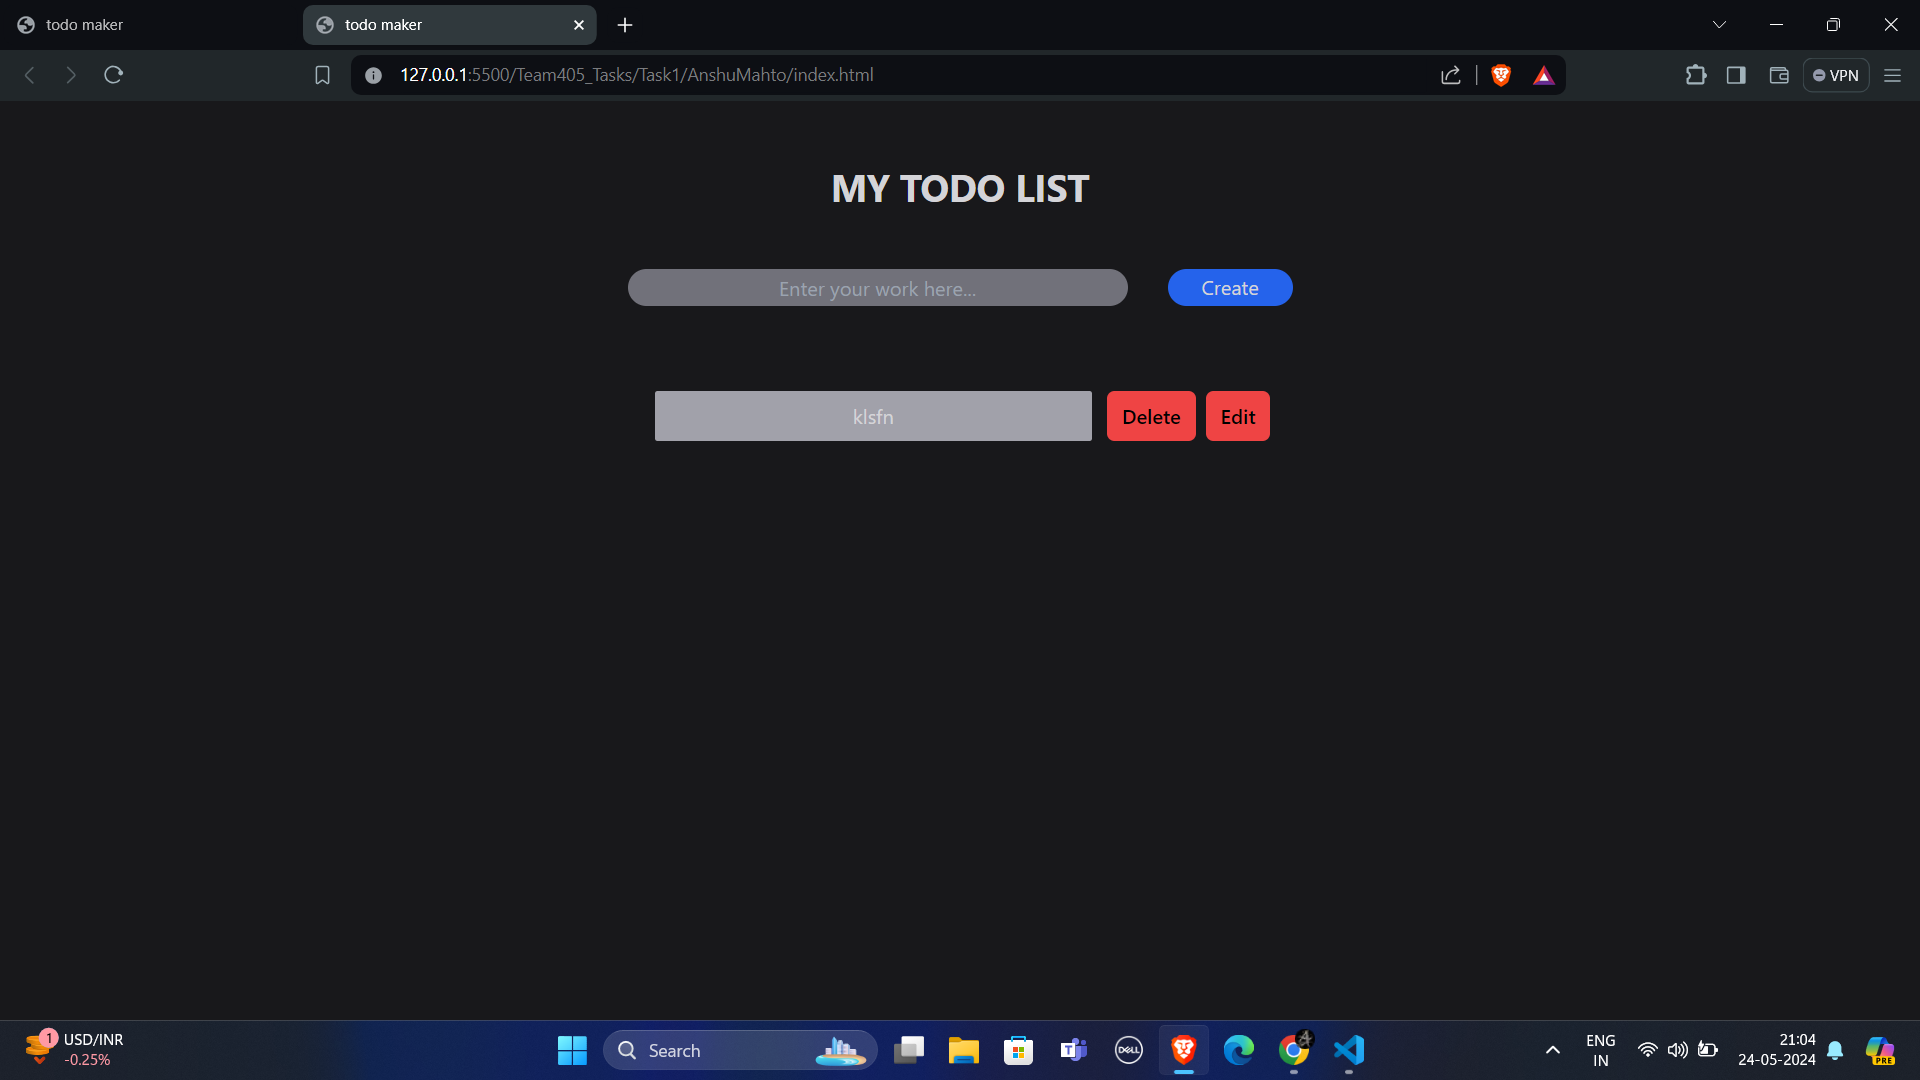 todo maker
todo maker
127.0.0.1:5500/Team405_Tasks/Task1/AnshuMahto/index.html
VPN
MY TODO LIST
Enter your work here...
Create
klsfn
Delete
Edit
1
USD/INR
-0.25%
Search
DELL
ENG
IN
21:04
24-05-2024
PRE